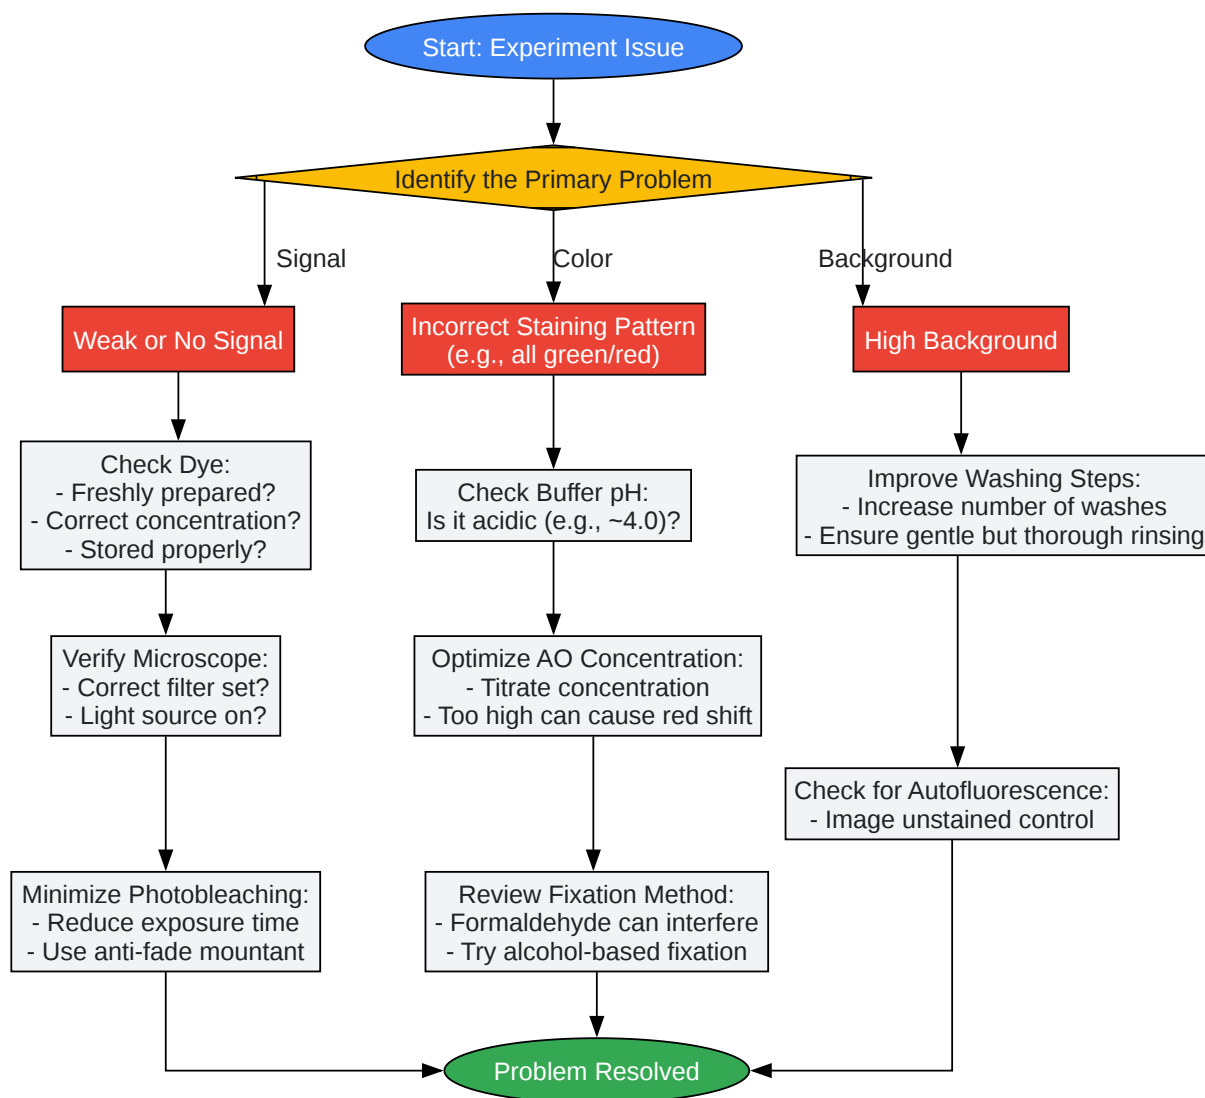 Start: Experiment Issue
Identify the Primary Problem
Signal
Color
Background
Weak or No Signal
Incorrect Staining Pattern
(e.g., all green/red)
High Background
Check Dye:
- Freshly prepared?
- Correct concentration?
- Stored properly?
Check Buffer pH:
Is it acidic (e.g., ~4.0)?
Improve Washing Steps:
- Increase number of washes
- Ensure gentle but thorough rinsing
Verify Microscope:
- Correct filter set?
- Light source on?
Optimize AO Concentration:
- Titrate concentration
- Too high can cause red shift
Check for Autofluorescence:
- Image unstained control
Minimize Photobleaching:
- Reduce exposure time
- Use anti-fade mountant
Review Fixation Method:
- Formaldehyde can interfere
- Try alcohol-based fixation
Problem Resolved